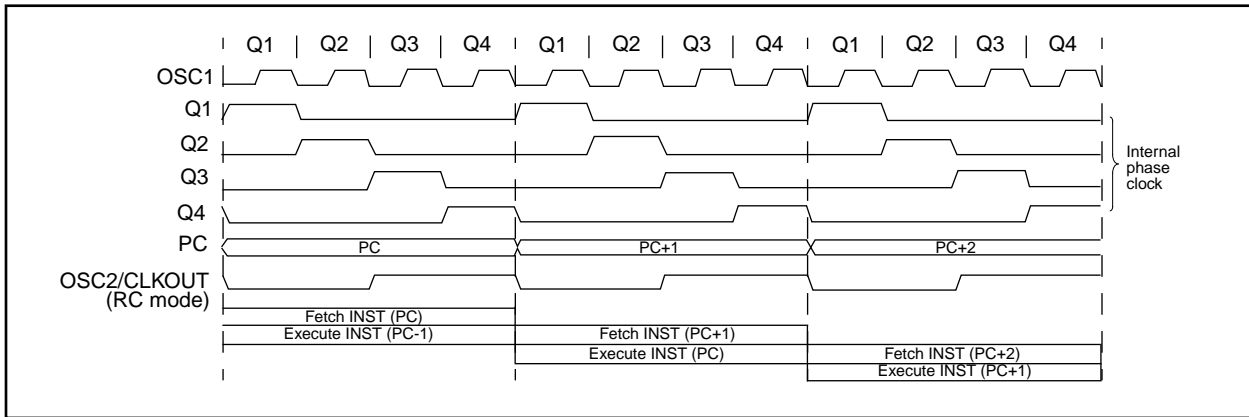 Q1 Q2 Q3 Q4 Q1 Q2 Q3 Q4 Q1 Q2 Q3 Q4
OSC1
Q1
Q2
Q3
Q4
Internal
phase
clock
PC PC PC+1 PC+2
OSC2/CLKOUT
(RC mode)
Fetch INST (PC)
Execute INST (PC-1) Fetch INST (PC+1)
Execute INST (PC) Fetch INST (PC+2)
Execute INST (PC+1)